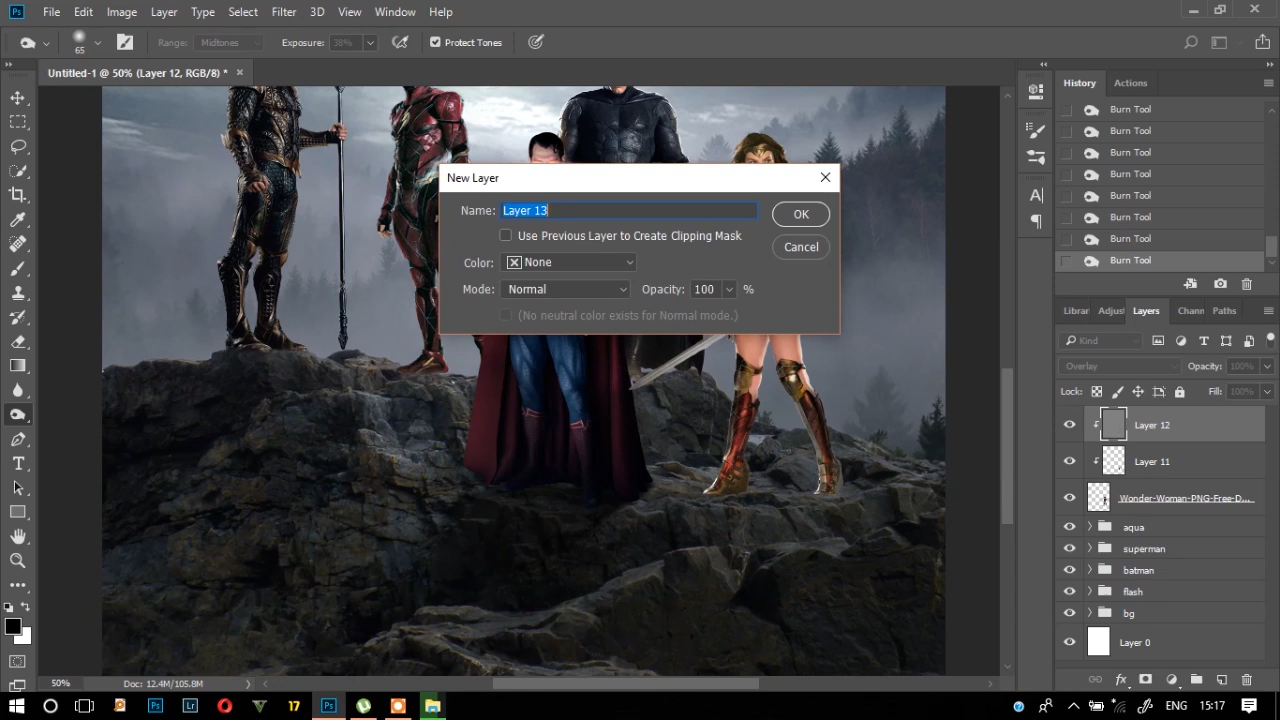 Ps File Edit Image Layer Type Select Filter 3D View Window Help
65 Range: Midtones Exposure: 38% Protect Tones
Untitled-1 @ 50% (Layer 12, RGB/8) * ×
History Actions
Burn Tool
Burn Tool
Burn Tool
Burn Tool
Burn Tool
Burn Tool
Burn Tool
Burn Tool
New Layer
Name: Layer 13
OK
Use Previous Layer to Create Clipping Mask
Cancel
Color: None
Mode: Normal Opacity: 100 %
(No neutral color exists for Normal mode.)
Librar Adjus Layers Chann Paths
Kind
Overlay Opacity: 100%
Lock: Fill: 100%
Layer 12
Layer 11
Wonder-Woman-PNG-Free-D...
aqua
superman
batman
flash
bg
Layer 0
50% Doc: 12.4M/105.8M
Ps Lr 17 Ps ENG 15:17